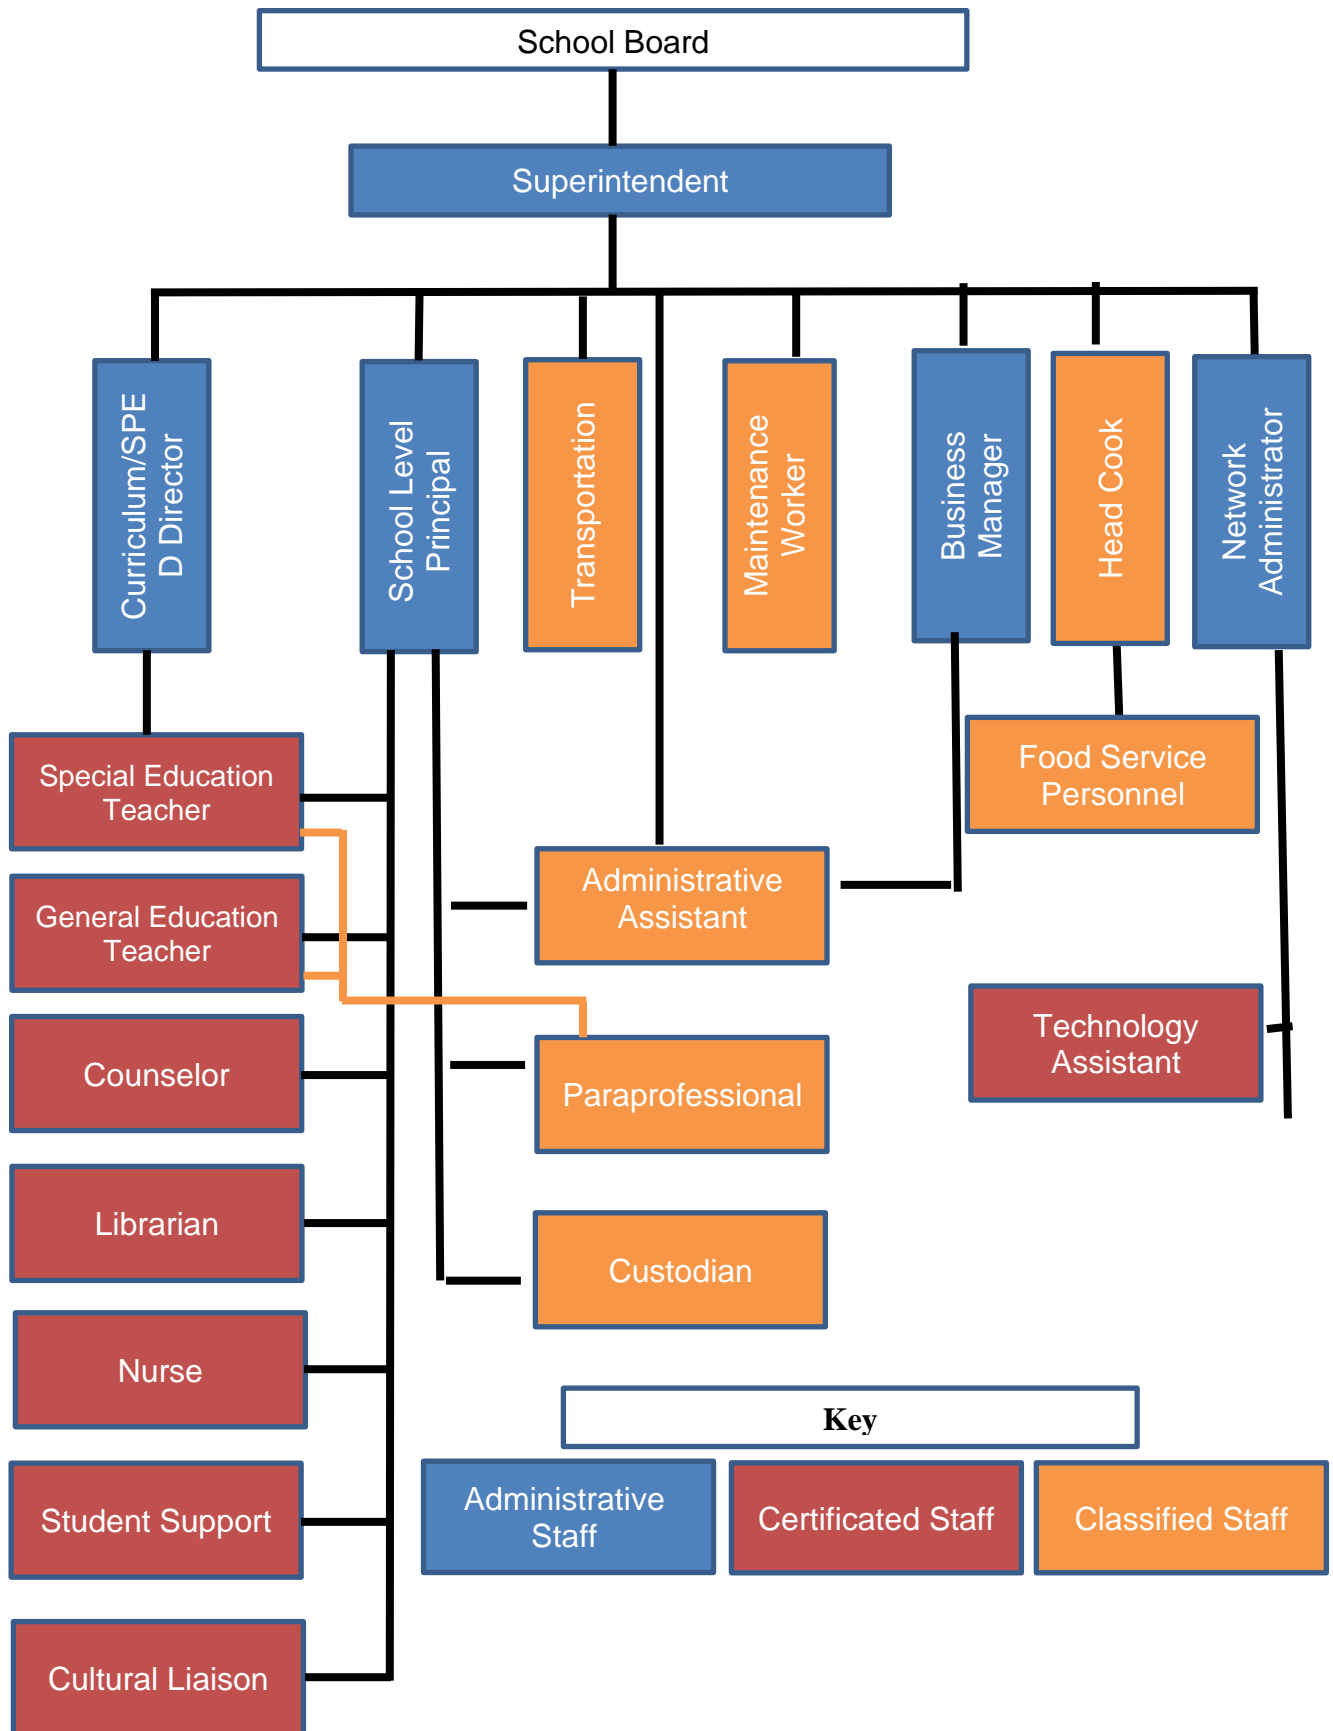 School Board
Superintendent
Curriculum/SPE
D Director
School Level
Principal
Transportation
Maintenance
Worker
Business
Manager
Head Cook
Network
Administrator
Special Education
Teacher
Food Service
Personnel
Administrative
Assistant
General Education
Teacher
Technology
Assistant
Counselor
Paraprofessional
Librarian
Custodian
Nurse
Key
Student Support
Administrative
Staff
Certificated Staff
Classified Staff
Cultural Liaison